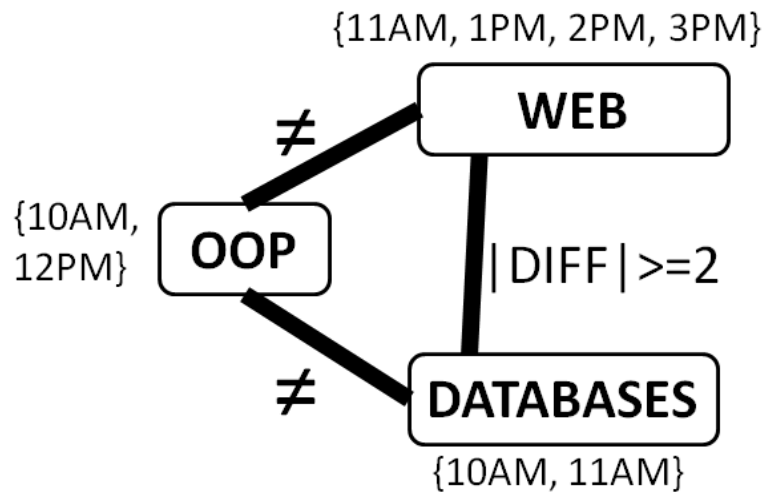 {11AM, 1PM, 2PM, 3PM}
WEB
≠
{10AM,
12PM}
OOP
|DIFF|>=2
≠
DATABASES
{10AM, 11AM}